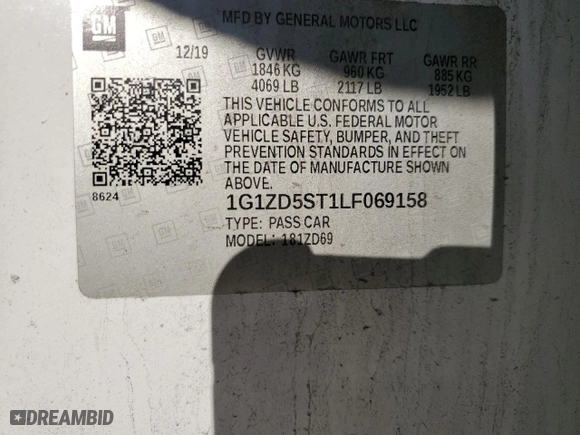 GM
MFD BY GENERAL MOTORS LLC
12/19 GVWR GAWR FRT GAWR RR
1846 KG 960 KG 885 KG
4069 LB 2117 LB 1952 LB
THIS VEHICLE CONFORMS TO ALL
APPLICABLE U.S. FEDERAL MOTOR
VEHICLE SAFETY, BUMPER, AND THEFT
PREVENTION STANDARDS IN EFFECT ON
THE DATE OF MANUFACTURE SHOWN
ABOVE.
8624
1G1ZD5ST1LF069158
TYPE: PASS CAR
MODEL: 181ZD69
DREAMBID